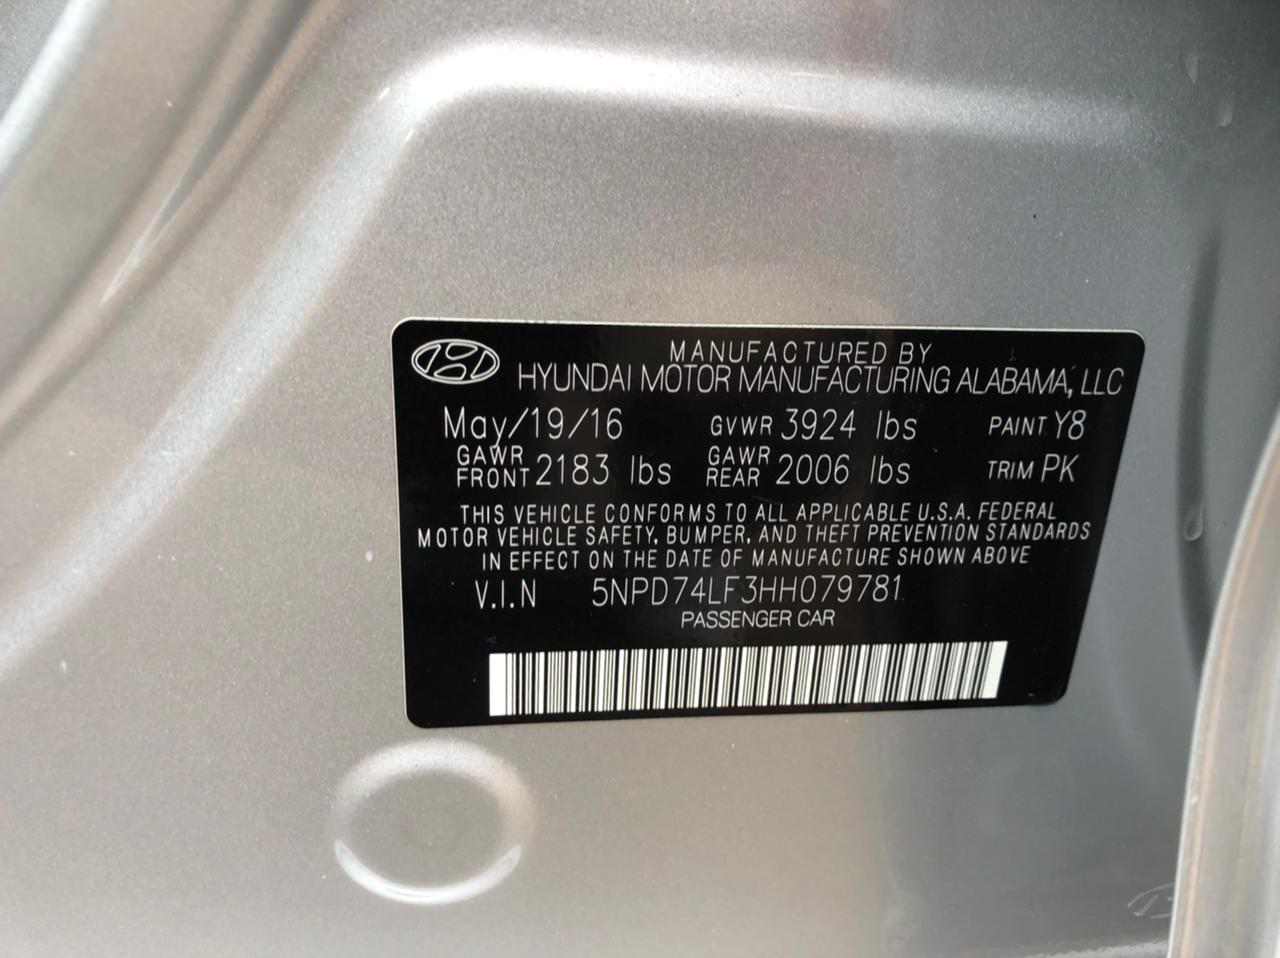 MANUFACTURED BY
HYUNDAI MOTOR MANUFACTURING ALABAMA, LLC
May/19/16 GVWR 3924 lbs PAINT Y8
GAWR FRONT 2183 lbs GAWR REAR 2006 lbs TRIM PK
THIS VEHICLE CONFORMS TO ALL APPLICABLE U.S.A. FEDERAL
MOTOR VEHICLE SAFETY, BUMPER, AND THEFT PREVENTION STANDARDS
IN EFFECT ON THE DATE OF MANUFACTURE SHOWN ABOVE
V.I.N 5NPD74LF3HH079781
PASSENGER CAR